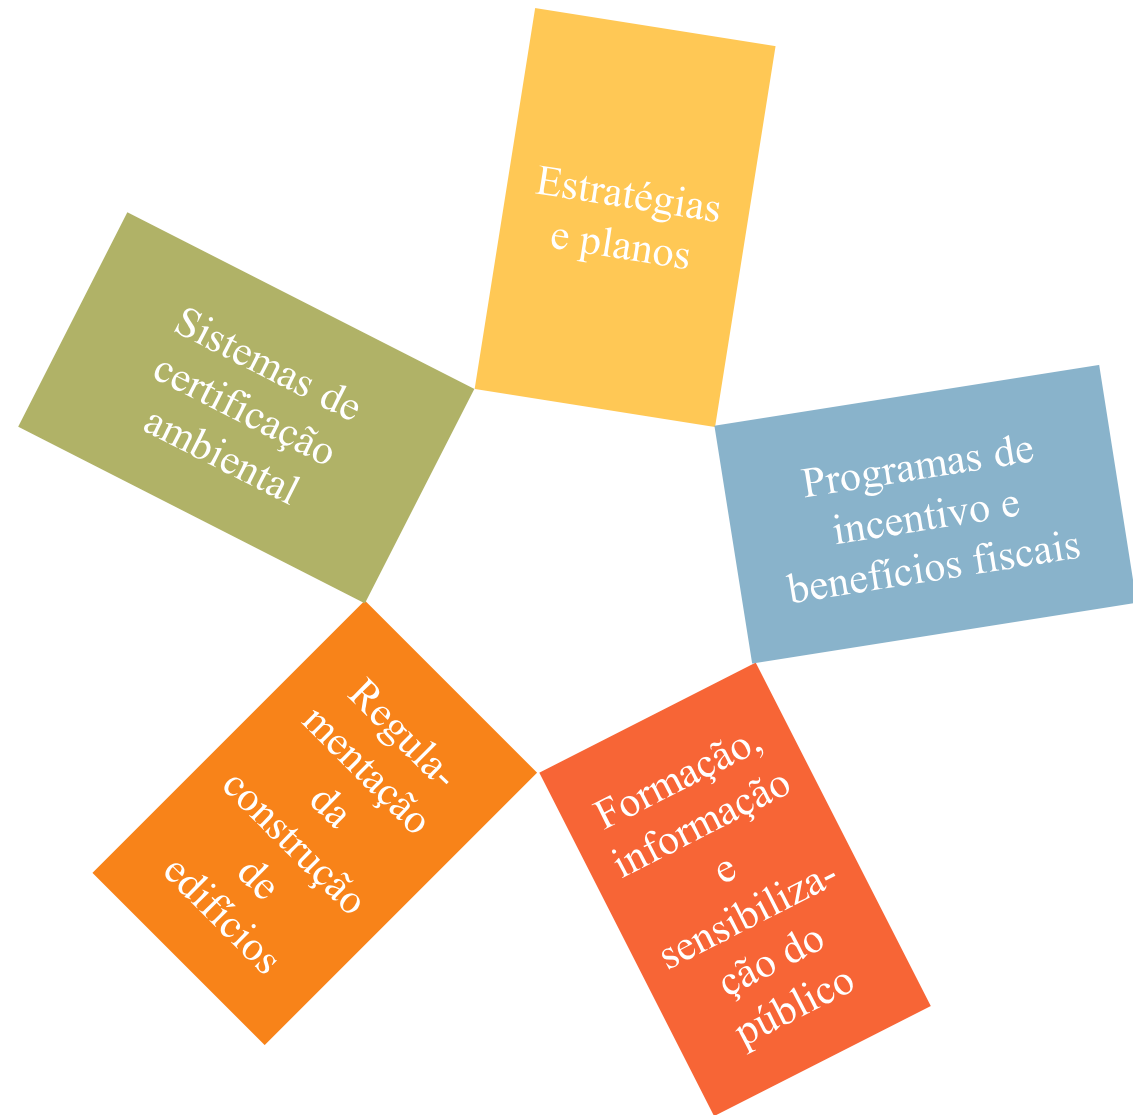 Estratégias
e planos
Programas de
incentivo e
benefícios fiscais
Formação,
informação
e
sensibiliza-
ção do
público
Regula-
mentação
da
construção
de
edifícios
Sistemas de
certificação
ambiental